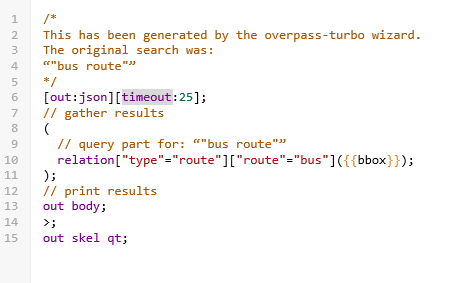 1 /*
2 This has been generated by the overpass-turbo wizard.
3 The original search was:
4 “"bus route"”
5 */
6 [out:json][timeout:25];
7 // gather results
8 (
9   // query part for: “"bus route"”
10   relation["type"="route"]["route"="bus"]({{bbox}});
11 );
12 // print results
13 out body;
14 >;
15 out skel qt;